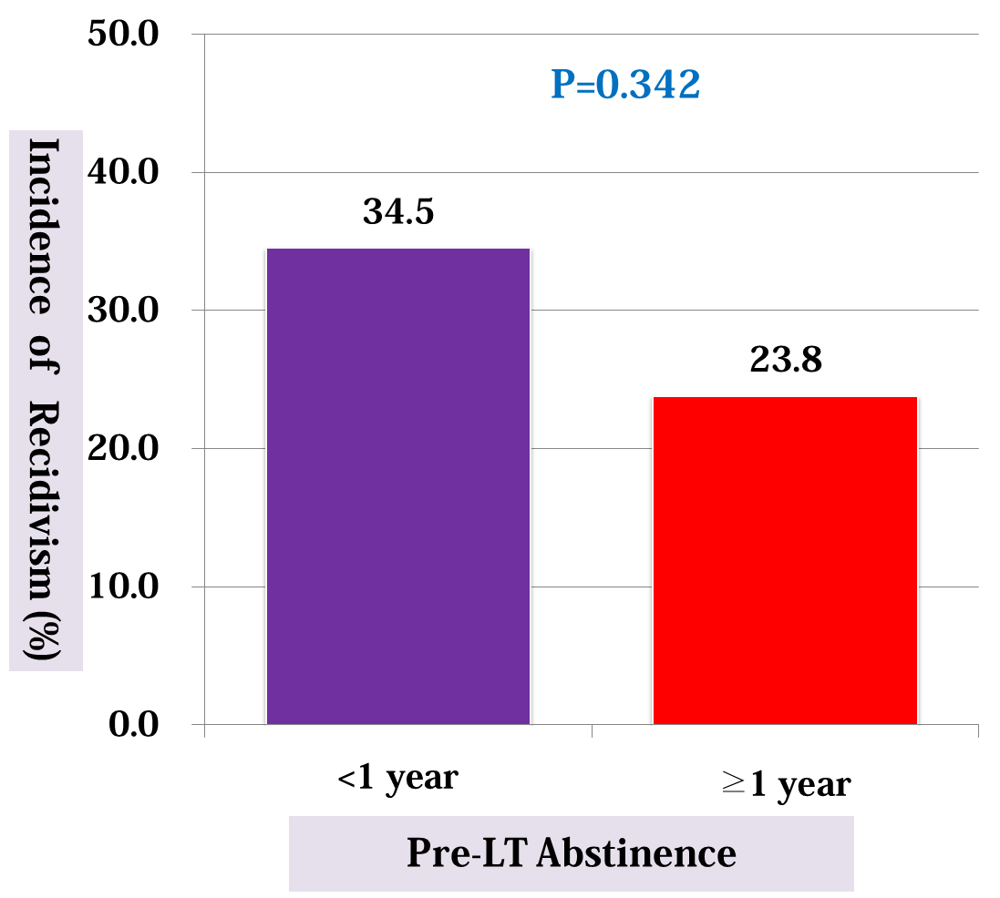 50.0
P=0.342
40.0
34.5
30.0
23.8
20.0
10.0
0.0
Incidence of Recidivism (%)
<1 year
≥1 year
Pre-LT Abstinence